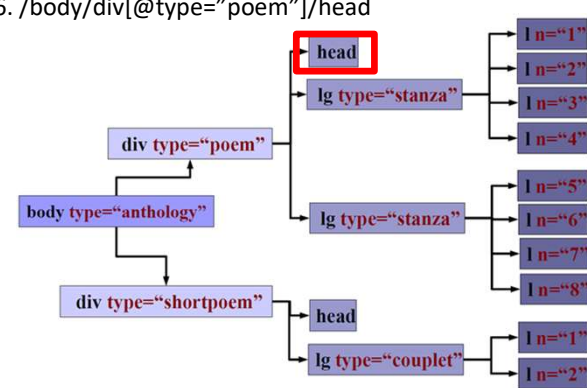 5. /body/div[@type=”poem”]/head
head
lg type=“stanza”
l n=“1”
l n=“2”
l n=“3”
l n=“4”
div type=“poem”
body type=“anthology”
lg type=“stanza”
l n=“5”
l n=“6”
l n=“7”
l n=“8”
div type=“shortpoem”
head
lg type=“couplet”
l n=“1”
l n=“2”